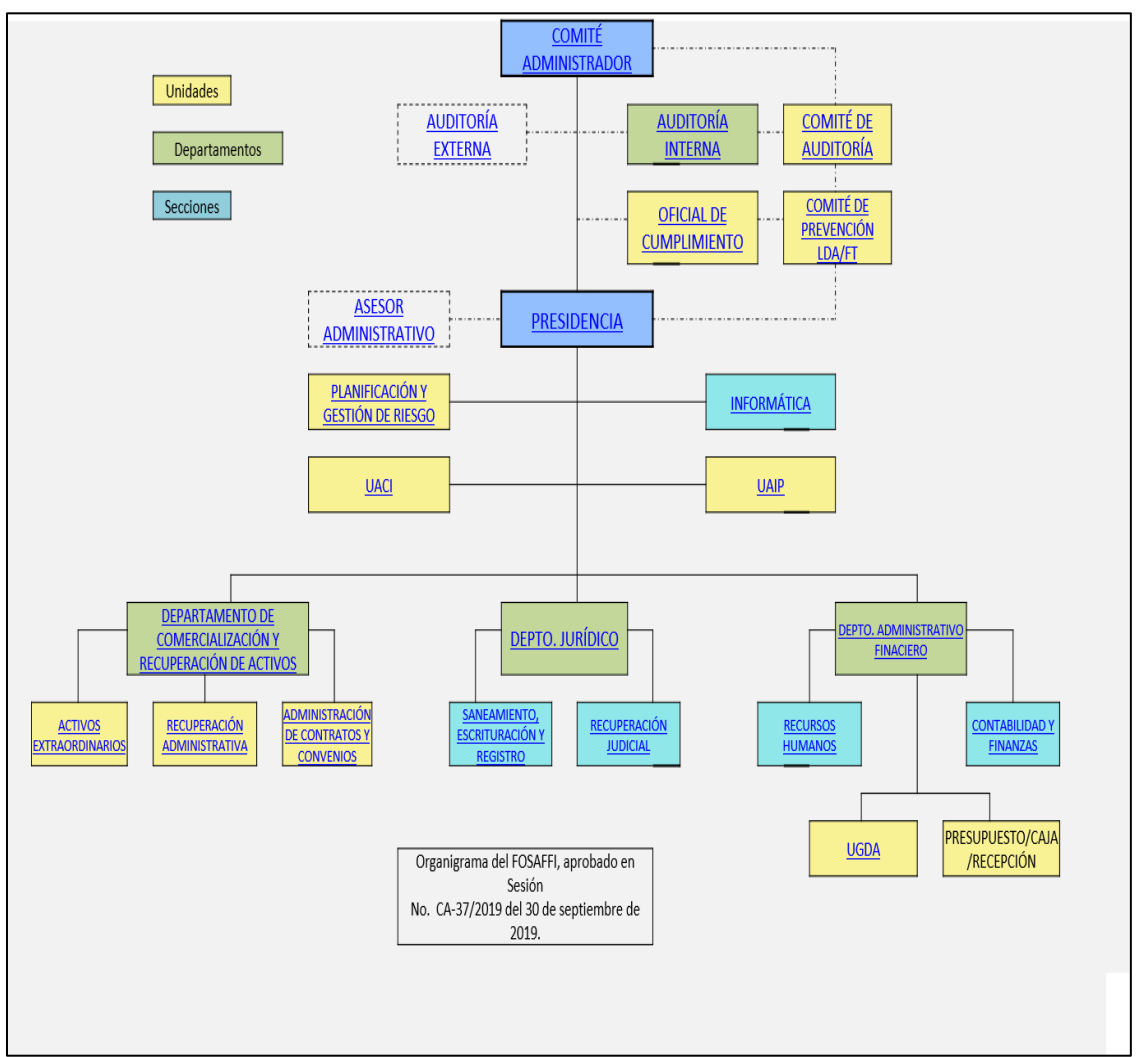 COMITÉ
ADMINISTRADOR
Unidades
Departamentos
Secciones
AUDITORÍA
EXTERNA
AUDITORÍA
INTERNA
COMITÉ DE
AUDITORÍA
OFICIAL DE
CUMPLIMIENTO
COMITÉ DE
PREVENCIÓN
LDA/FT
ASESOR
ADMINISTRATIVO
PRESIDENCIA
PLANIFICACIÓN Y
GESTIÓN DE RIESGO
INFORMÁTICA
UACI
UAIP
DEPARTAMENTO DE
COMERCIALIZACIÓN Y
RECUPERACIÓN DE ACTIVOS
DEPTO. JURÍDICO
DEPTO. ADMINISTRATIVO
FINACIERO
ACTIVOS
EXTRAORDINARIOS
RECUPERACIÓN
ADMINISTRATIVA
ADMINISTRACIÓN
DE CONTRATOS Y
CONVENIOS
SANEAMIENTO,
ESCRITURACIÓN Y
REGISTRO
RECUPERACIÓN
JUDICIAL
RECURSOS
HUMANOS
CONTABILIDAD Y
FINANZAS
UGDA
PRESUPUESTO/CAJA
/RECEPCIÓN
Organigrama del FOSAFFI, aprobado en
Sesión
No. CA-37/2019 del 30 de septiembre de
2019.